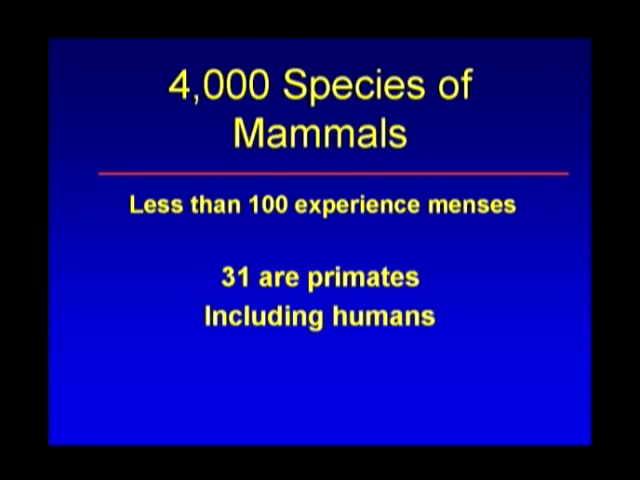 4,000 Species of
Mammals
Less than 100 experience menses
31 are primates
Including humans